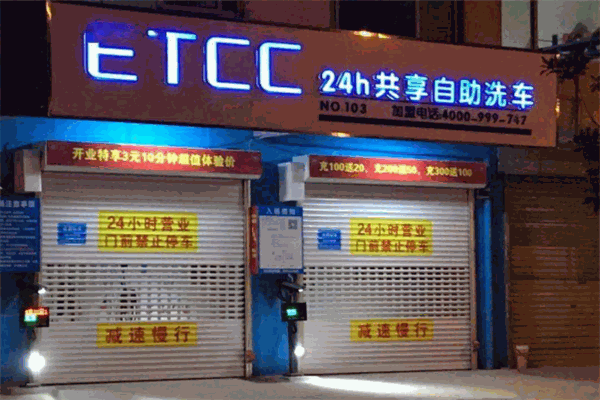 ETCC
24h共享自助洗车
NO.103 加盟电话4000-999-747
开业特享3元10分钟超值体验价
充100送20、充200送50、充300送100
24小时营业
门前禁止停车
24小时营业
门前禁止停车
入场须知
减速慢行
减速慢行